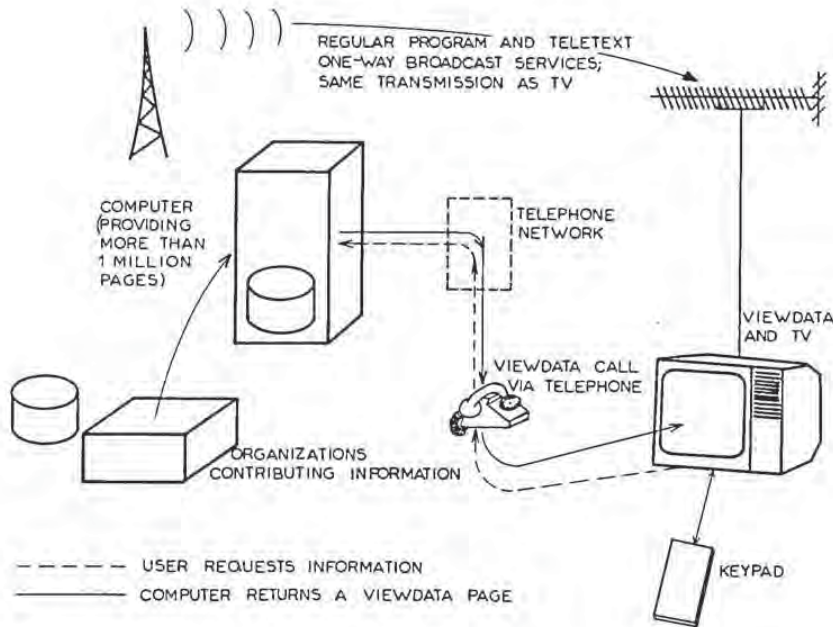 REGULAR PROGRAM AND TELETEXT
ONE-WAY BROADCAST SERVICES;
SAME TRANSMISSION AS TV
COMPUTER
(PROVIDING
MORE THAN
1 MILLION
PAGES)
TELEPHONE
NETWORK
VIEWDATA
AND TV
VIEWDATA CALL
VIA TELEPHONE
ORGANIZATIONS
CONTRIBUTING INFORMATION
USER REQUESTS INFORMATION
COMPUTER RETURNS A VIEWDATA PAGE
KEYPAD